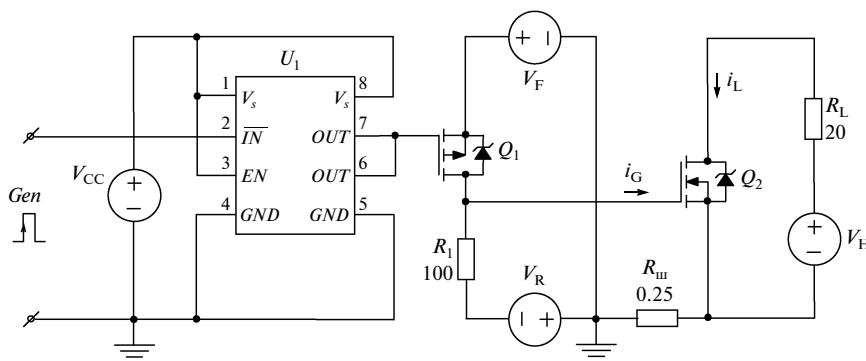 U1
1 Vs
8 Vs
2 IN
7 OUT
3 EN
6 OUT
4 GND
5 GND
VCC
+
−
Gen
+ −
VF
Q1
iG
R1
100
− +
VR
Rш
0.25
iL
Q2
RL
20
+
−
VH